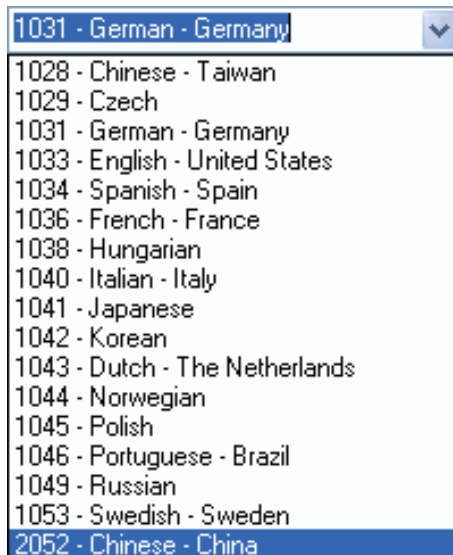 1031 - German - Germany
1028 - Chinese - Taiwan
1029 - Czech
1031 - German - Germany
1033 - English - United States
1034 - Spanish - Spain
1036 - French - France
1038 - Hungarian
1040 - Italian - Italy
1041 - Japanese
1042 - Korean
1043 - Dutch - The Netherlands
1044 - Norwegian
1045 - Polish
1046 - Portuguese - Brazil
1049 - Russian
1053 - Swedish - Sweden
2052 - Chinese - China